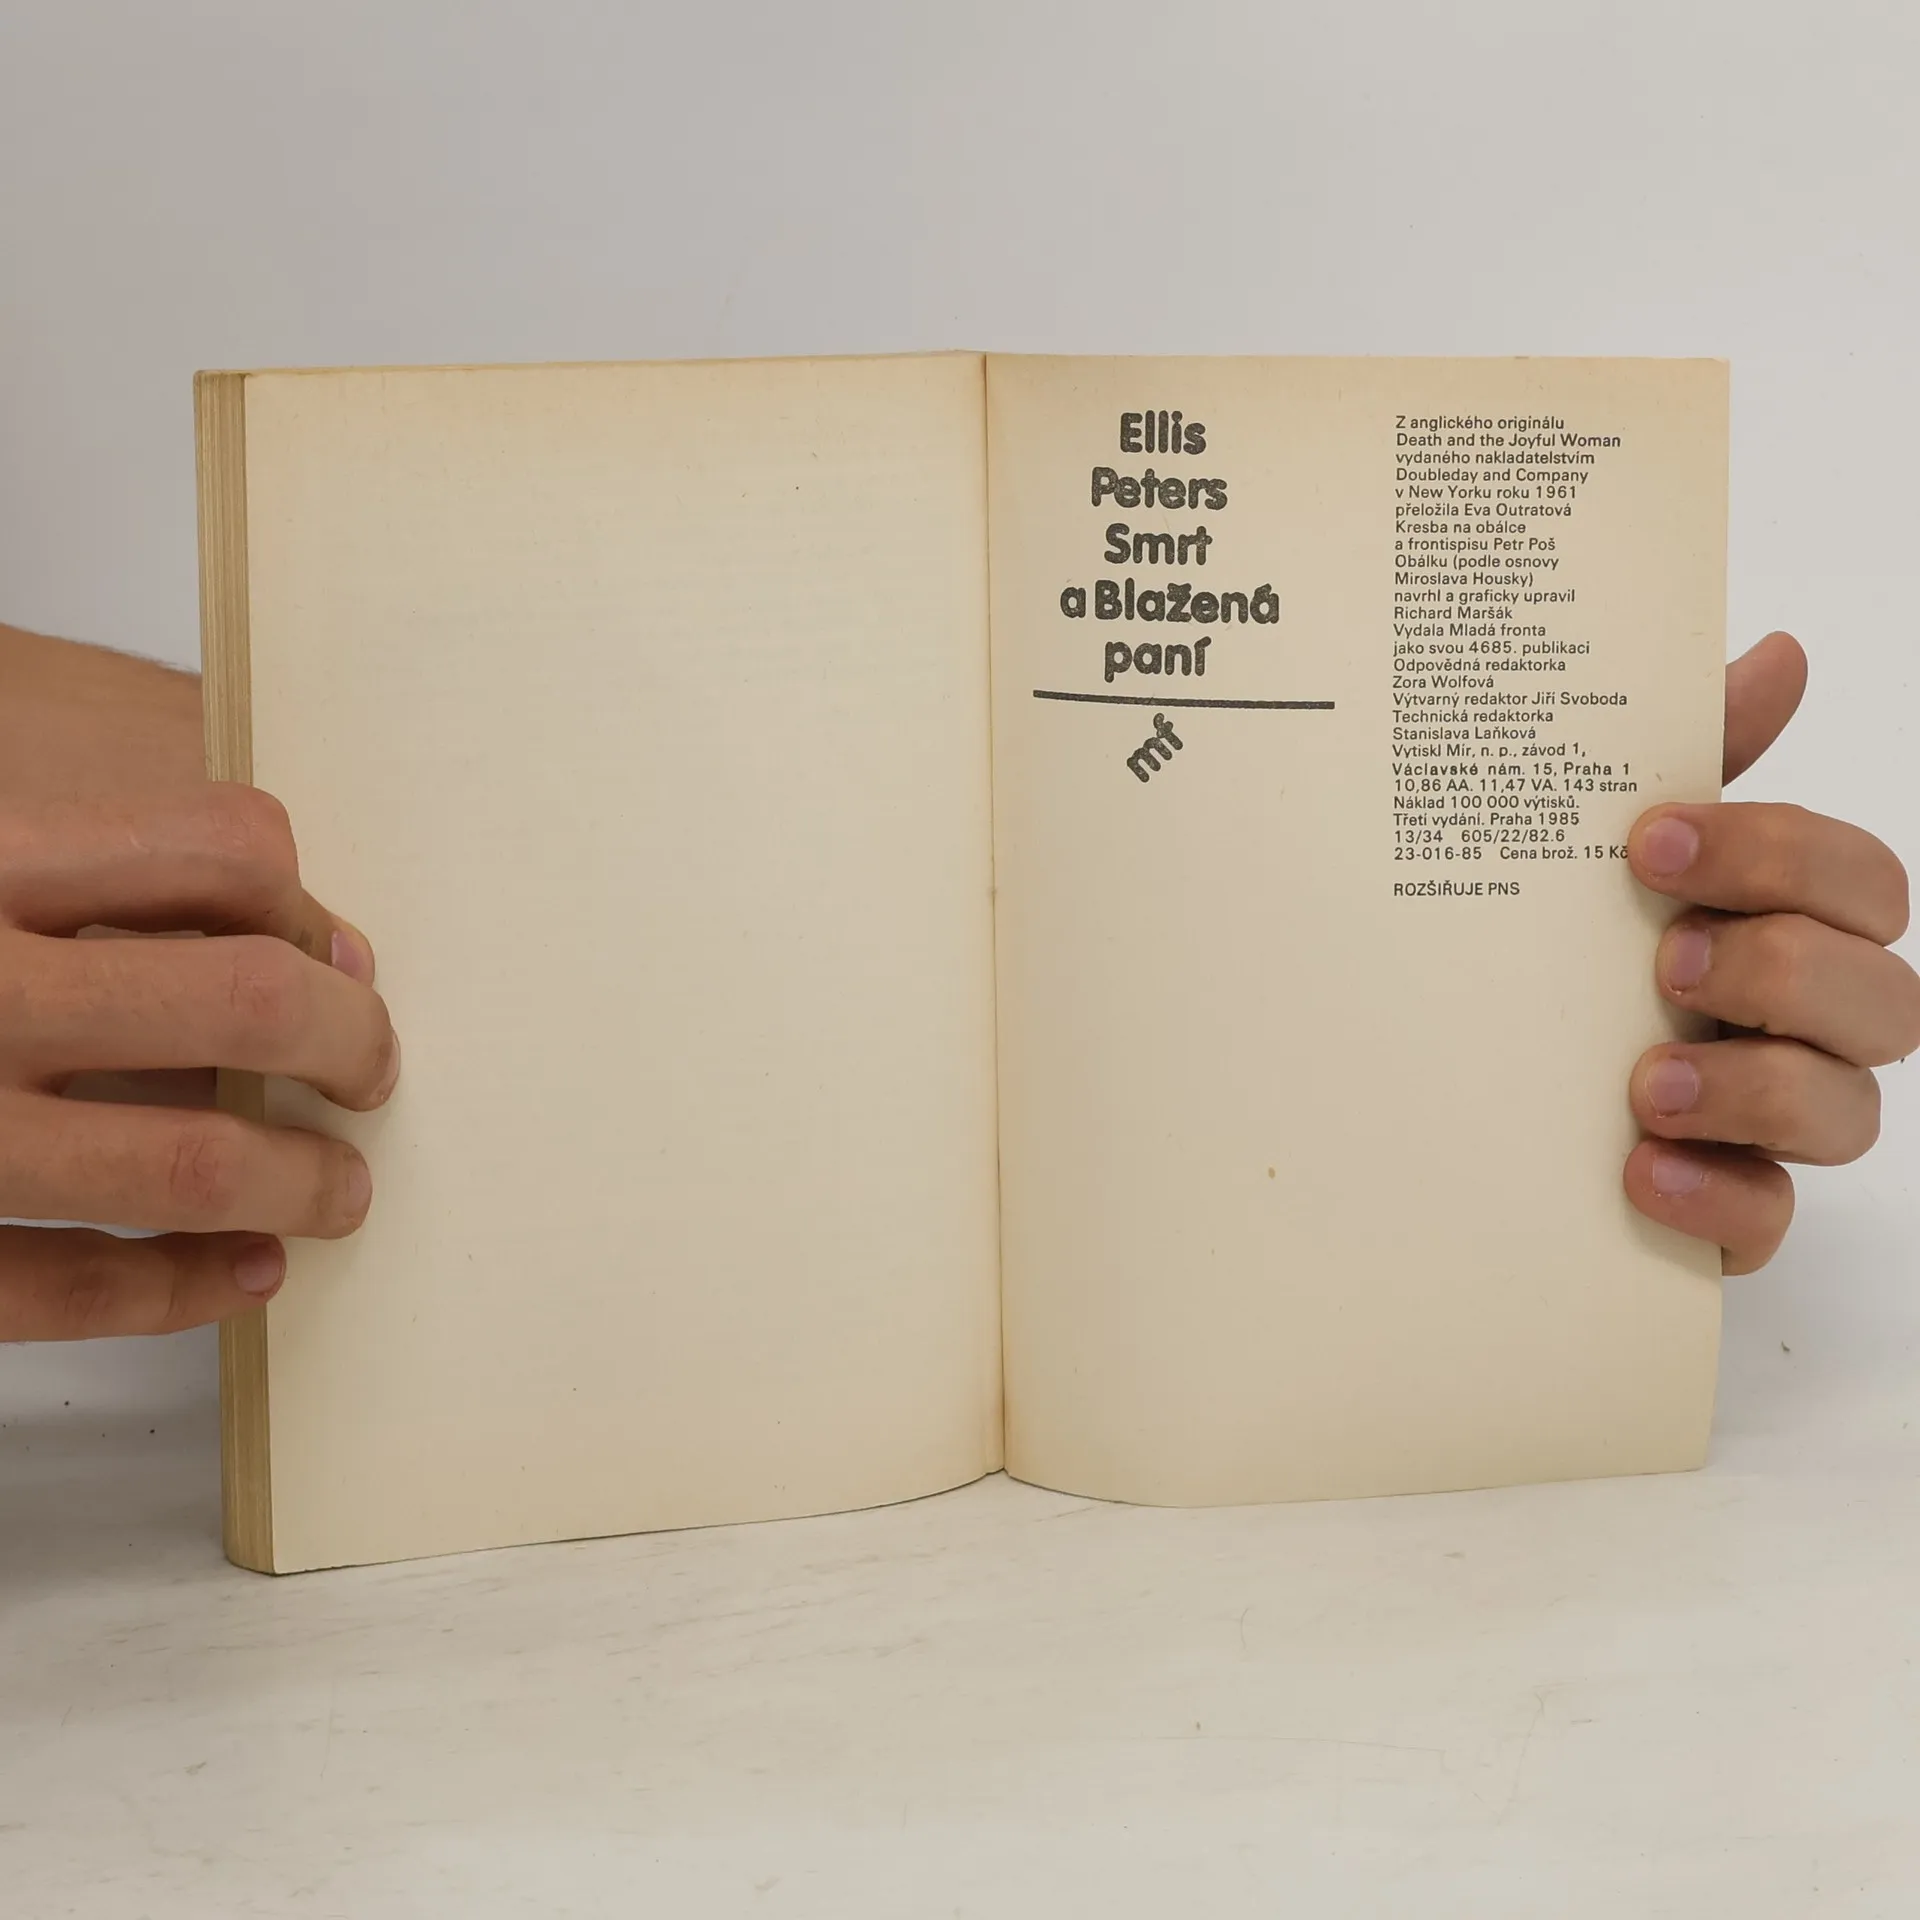 Ellis
Peters
Smrt
a Blažená
paní
mf
Z anglického originálu
Death and the Joyful Woman
vydaného nakladatelstvím
Doubleday and Company
v New Yorku roku 1961
přeložila Eva Outratová
Kresba na obálce
a frontispisu Petr Poš
Obálku (podle osnovy
Miroslava Housky)
navrhl a graficky upravil
Richard Maršák
Vydala Mladá fronta
jako svou 4685. publikaci
Odpovědná redaktorka
Zora Wolfová
Výtvarný redaktor Jiří Svoboda
Technická redaktorka
Stanislava Laňková
Vytiskl Mír, n. p., závod 1,
Václavské nám. 15, Praha 1
10,86 AA. 11,47 VA. 143 stran
Náklad 100 000 výtisků.
Třetí vydání. Praha 1985
13/34 605/22/82.6
23-016-85 Cena brož. 15 Kč
ROZŠIŘUJE PNS